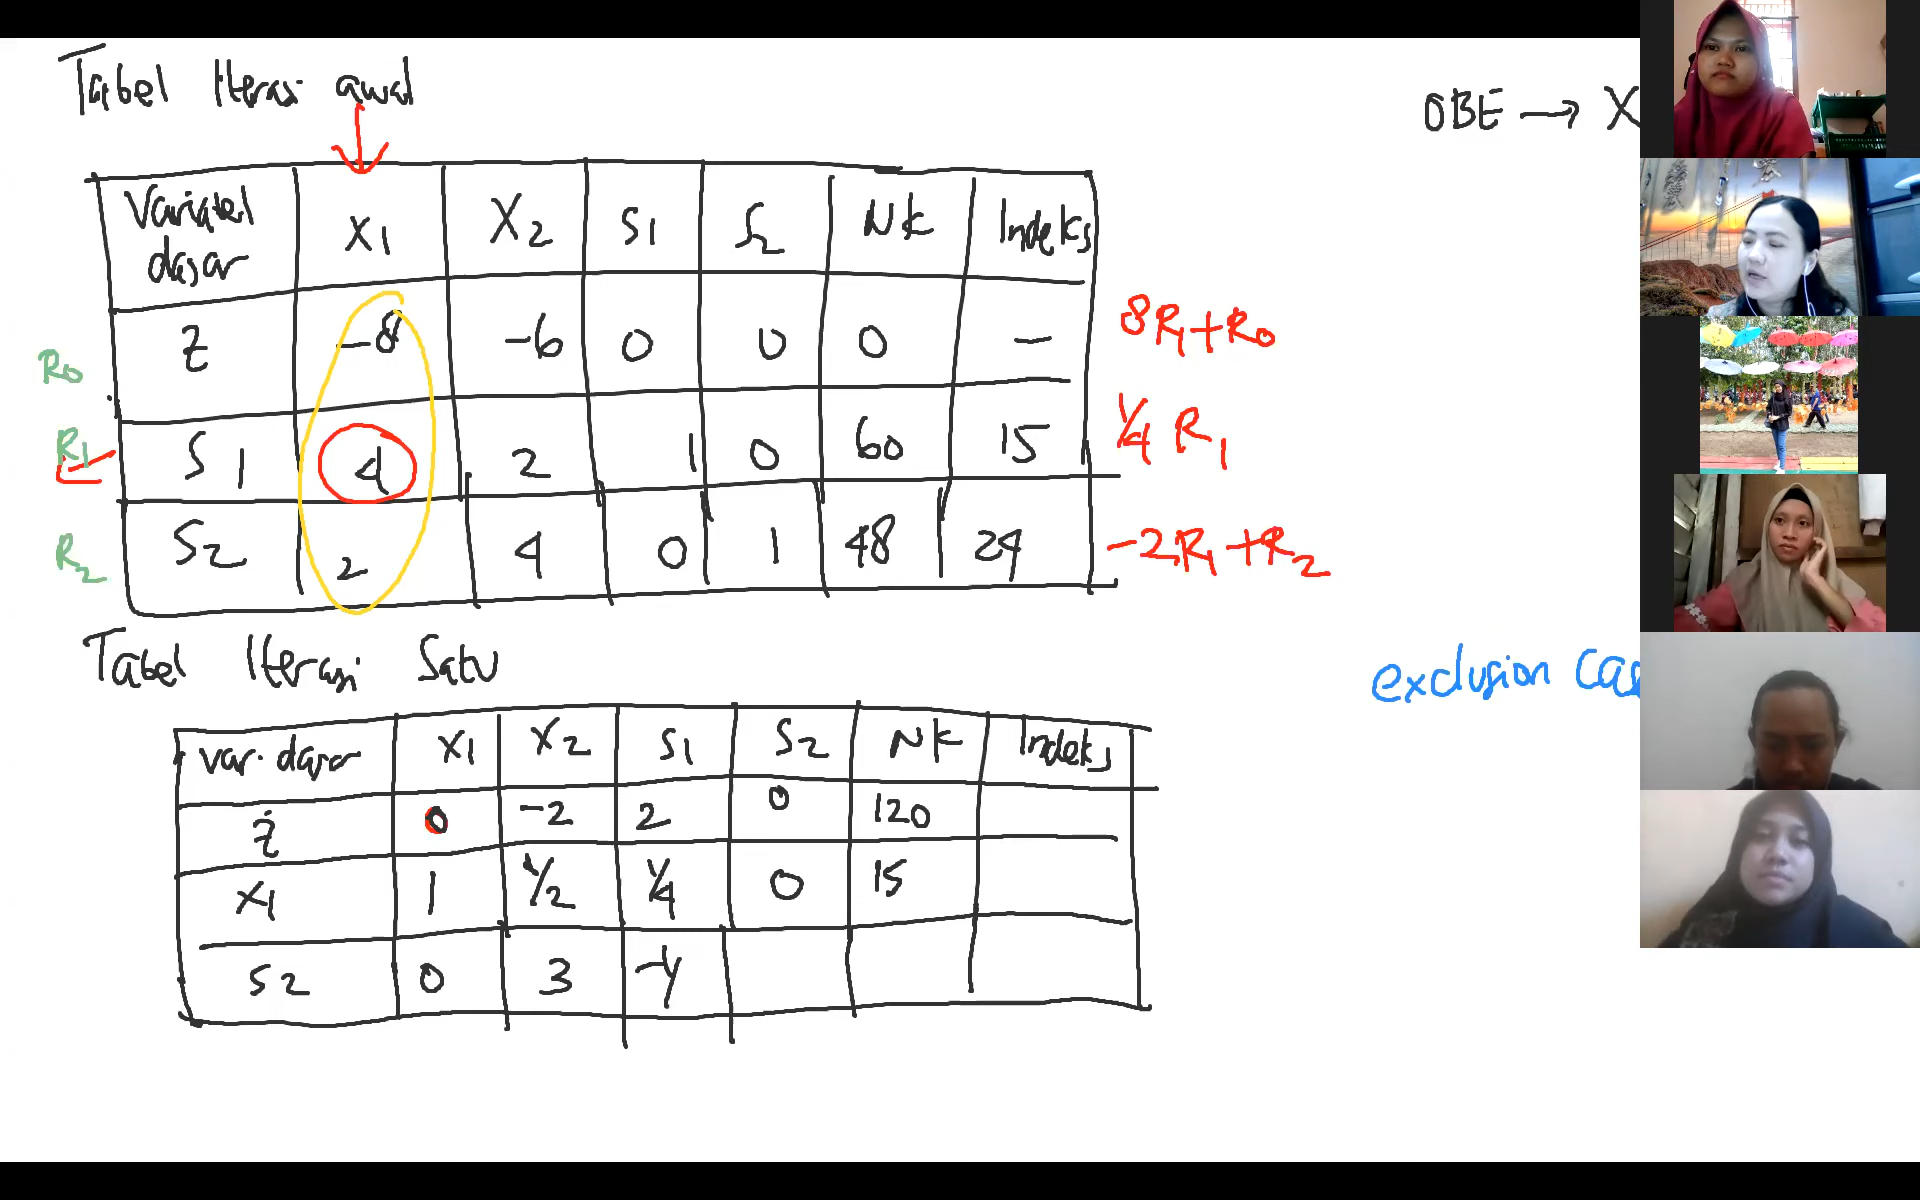 Tabel Iterasi awal
OBE → X
Variabel dasar X1 X2 S1 S2 NK Indeks
R0 Z -8 -6 0 0 0 - 8R1+R0
R1 S1 4 2 1 0 60 15 1/4 R1
R2 S2 2 4 0 1 48 24 -2R1+R2
Tabel Iterasi Satu
exclusion cas
var. dasar X1 X2 S1 S2 NK Indeks
Z 0 -2 2 0 120
X1 1 1/2 1/4 0 15
S2 0 3 -y